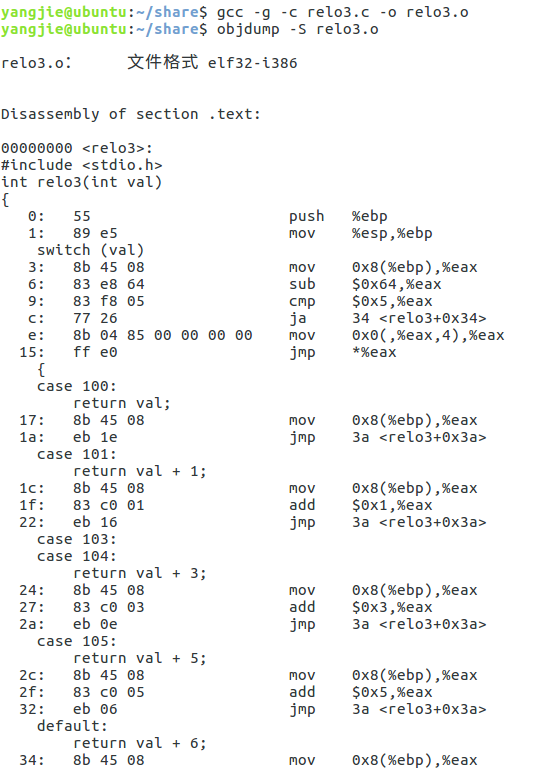 yangjie@ubuntu:~/share$ gcc -g -c relo3.c -o relo3.o
yangjie@ubuntu:~/share$ objdump -S relo3.o

relo3.o:      文件格式 elf32-i386


Disassembly of section .text:

00000000 <relo3>:
#include <stdio.h>
int relo3(int val)
{
   0:   55                      push   %ebp
   1:   89 e5                   mov    %esp,%ebp
    switch (val)
   3:   8b 45 08                mov    0x8(%ebp),%eax
   6:   83 e8 64                sub    $0x64,%eax
   9:   83 f8 05                cmp    $0x5,%eax
   c:   77 26                   ja     34 <relo3+0x34>
   e:   8b 04 85 00 00 00 00    mov    0x0(,%eax,4),%eax
  15:   ff e0                   jmp    *%eax
    {
    case 100:
        return val;
  17:   8b 45 08                mov    0x8(%ebp),%eax
  1a:   eb 1e                   jmp    3a <relo3+0x3a>
    case 101:
        return val + 1;
  1c:   8b 45 08                mov    0x8(%ebp),%eax
  1f:   83 c0 01                add    $0x1,%eax
  22:   eb 16                   jmp    3a <relo3+0x3a>
    case 103:
    case 104:
        return val + 3;
  24:   8b 45 08                mov    0x8(%ebp),%eax
  27:   83 c0 03                add    $0x3,%eax
  2a:   eb 0e                   jmp    3a <relo3+0x3a>
    case 105:
        return val + 5;
  2c:   8b 45 08                mov    0x8(%ebp),%eax
  2f:   83 c0 05                add    $0x5,%eax
  32:   eb 06                   jmp    3a <relo3+0x3a>
    default:
        return val + 6;
  34:   8b 45 08                mov    0x8(%ebp),%eax